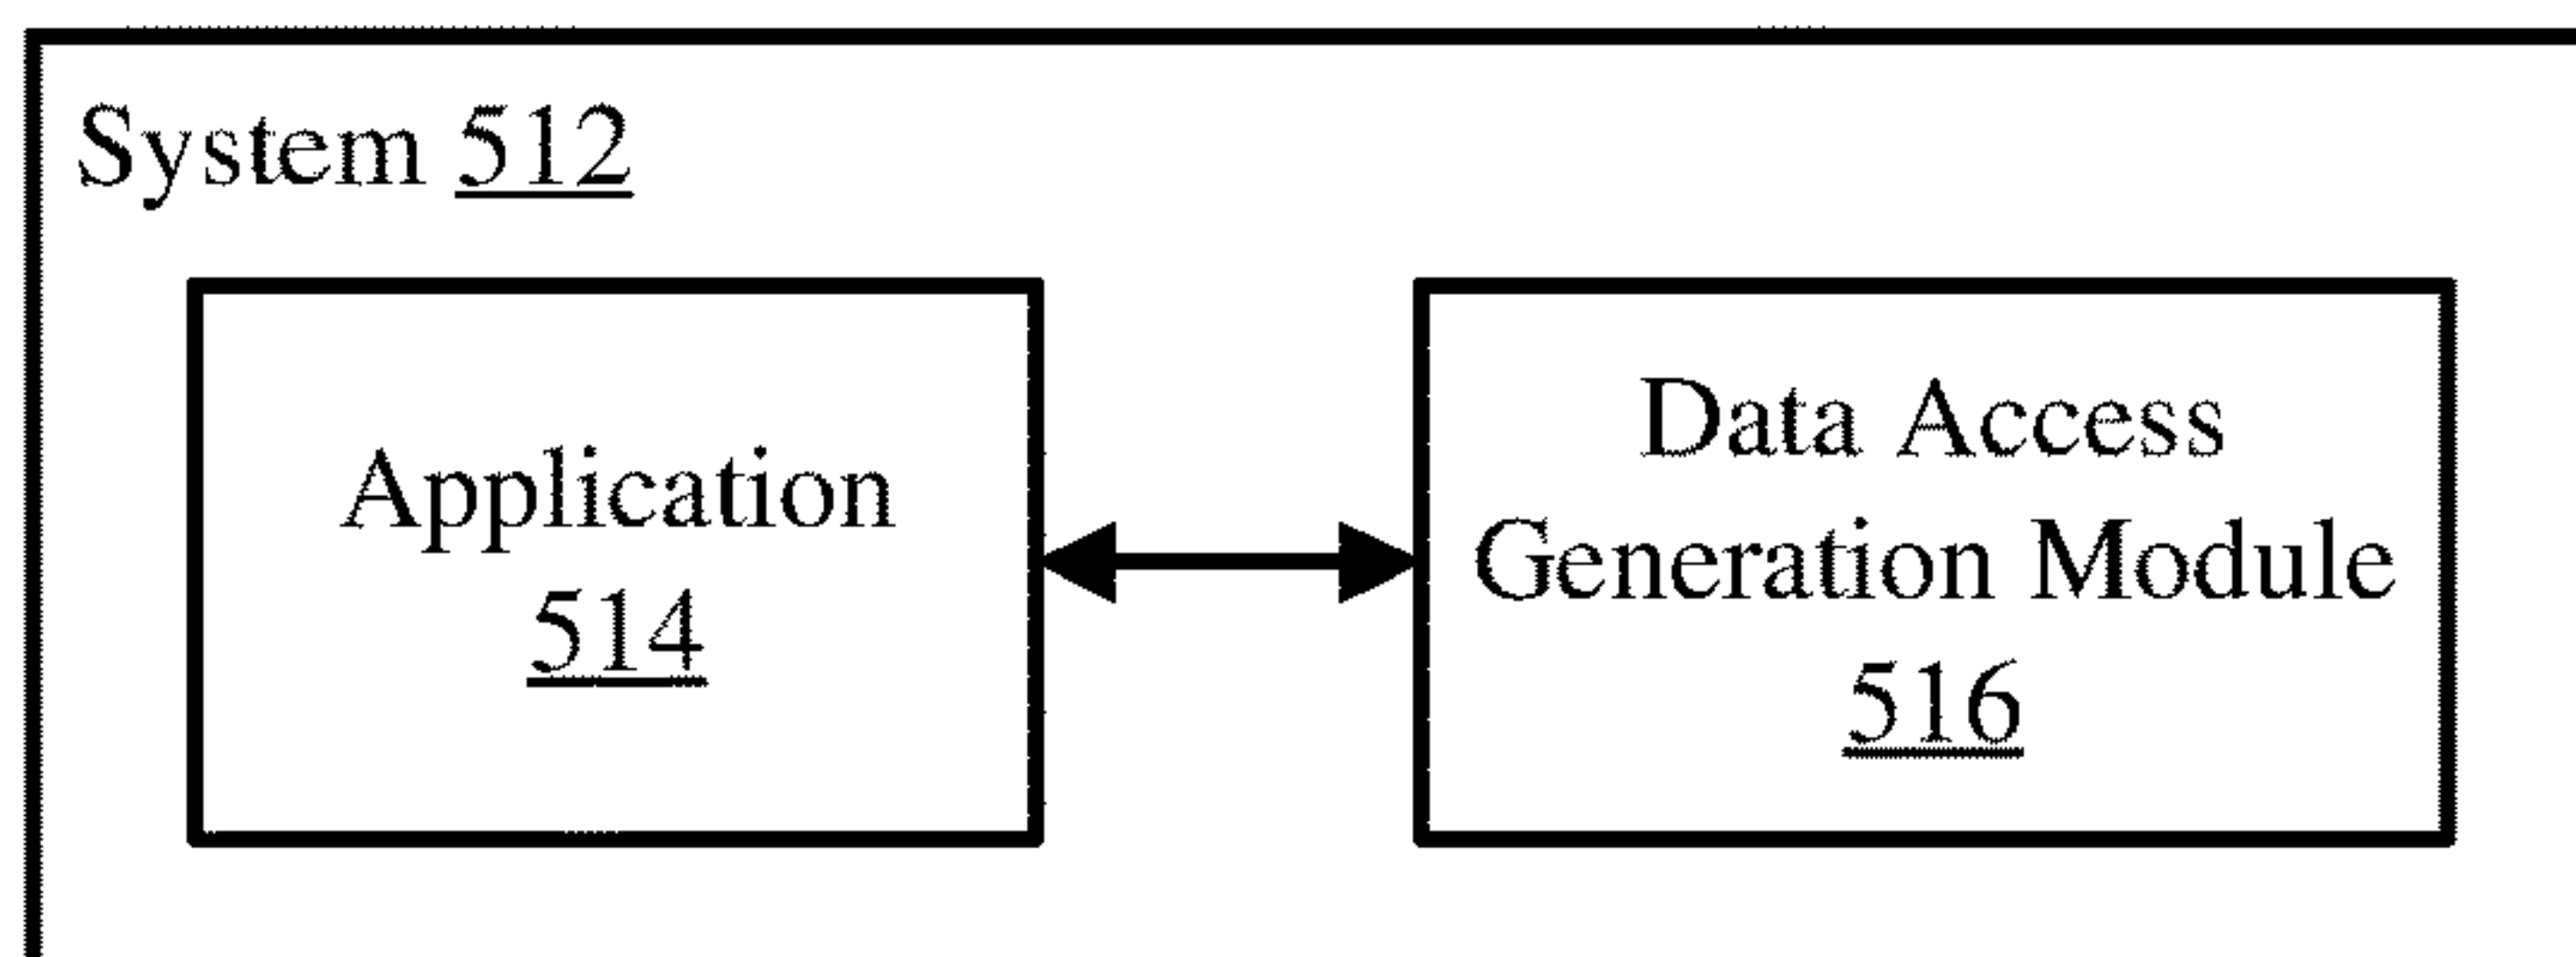 System 512
Application
514
Data Access
Generation Module
516